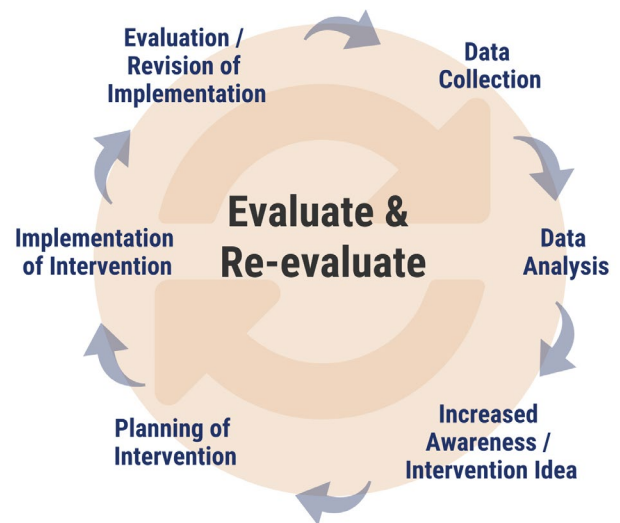 Evaluation /
Revision of
Implementation
Data
Collection
Implementation
of Intervention
Evaluate &
Re-evaluate
Data
Analysis
Planning of
Intervention
Increased
Awareness /
Intervention Idea